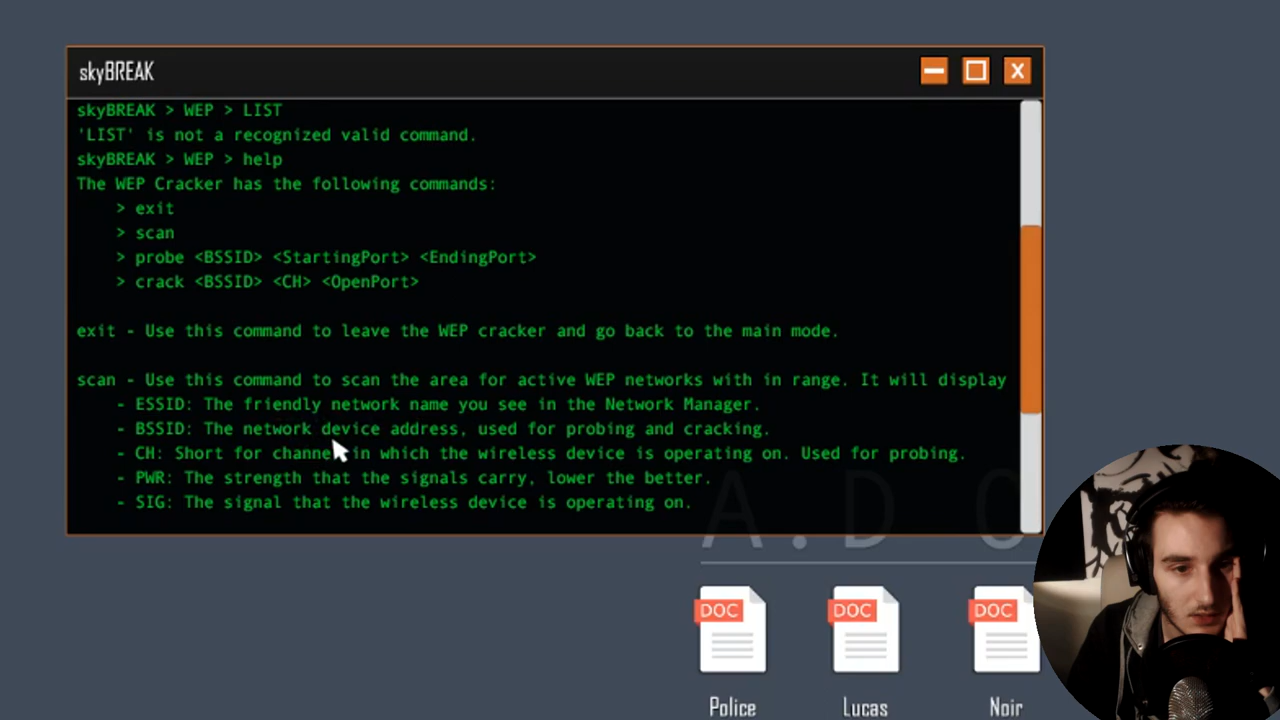 skyBREAK
skyBREAK > WEP > LIST
'LIST' is not a recognized valid command.
skyBREAK > WEP > help
The WEP Cracker has the following commands:
> exit
> scan
> probe <BSSID> <StartingPort> <EndingPort>
> crack <BSSID> <CH> <OpenPort>
exit - Use this command to leave the WEP cracker and go back to the main mode.
scan - Use this command to scan the area for active WEP networks with in range. It will display
- ESSID: The friendly network name you see in the Network Manager.
- BSSID: The network device address, used for probing and cracking.
- CH: Short for channel in which the wireless device is operating on. Used for probing.
- PWR: The strength that the signals carry, lower the better.
- SIG: The signal that the wireless device is operating on.
A.D O
DOC DOC DOC
Police Lucas Noir